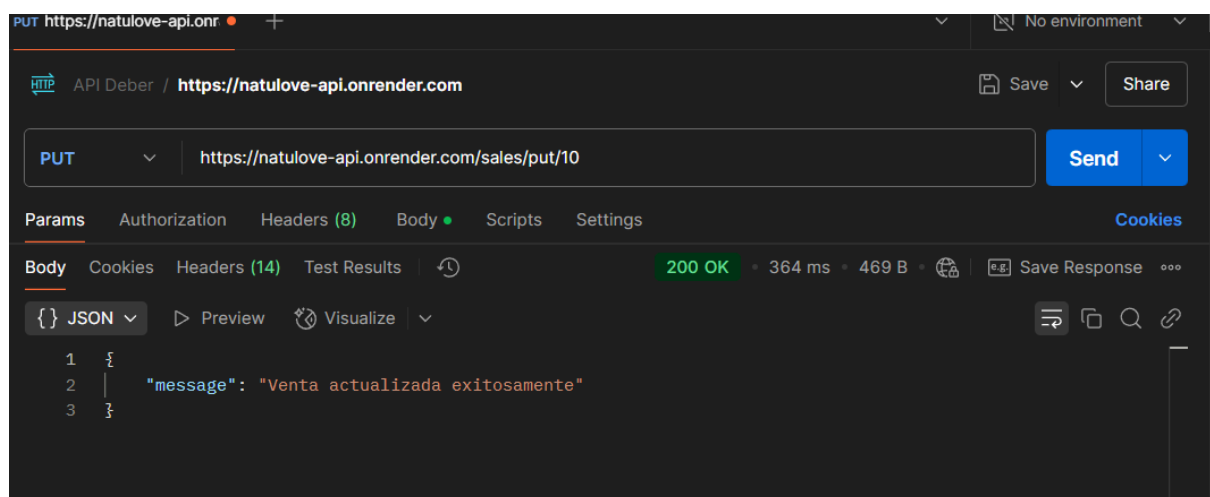 PUT https://natulove-api.onr
No environment
HTTP API Deber / https://natulove-api.onrender.com Save Share
PUT https://natulove-api.onrender.com/sales/put/10 Send
Params Authorization Headers (8) Body Scripts Settings Cookies
Body Cookies Headers (14) Test Results 200 OK 364 ms 469 B e.g. Save Response
{} JSON Preview Visualize
1 {
2 "message": "Venta actualizada exitosamente"
3 }